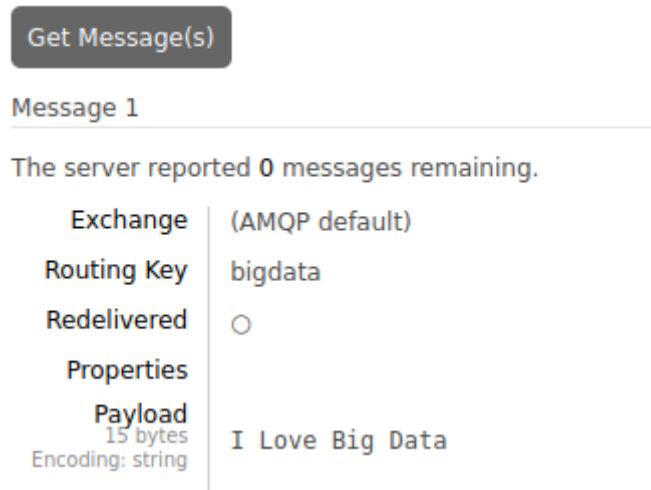 Get Message(s)
Message 1
The server reported 0 messages remaining.
Exchange (AMQP default)
Routing Key bigdata
Redelivered ○
Properties
Payload
15 bytes
Encoding: string
I Love Big Data